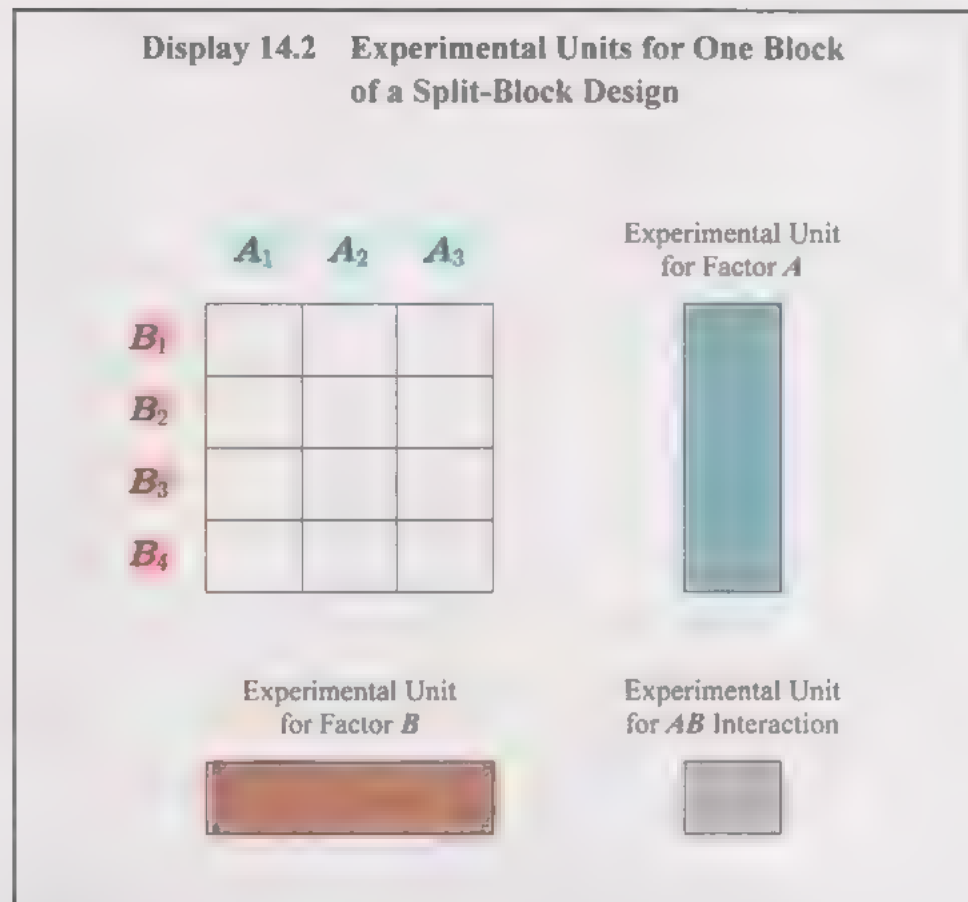 Display 14.2 Experimental Units for One Block
of a Split-Block Design
A₁ A₂ A₃
Experimental Unit
for Factor A
B₁
B₂
B₃
B₄
Experimental Unit
for Factor B
Experimental Unit
for AB Interaction